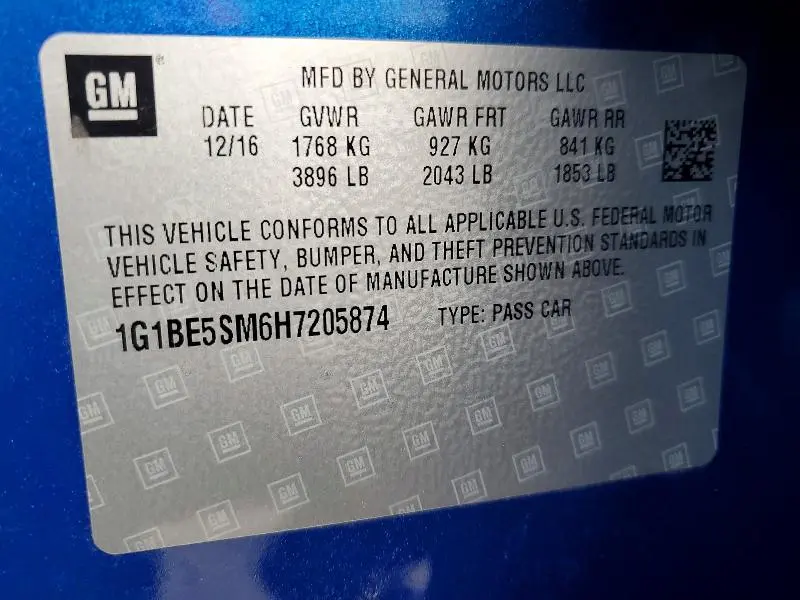 GM
MFD BY GENERAL MOTORS LLC
DATE GVWR GAWR FRT GAWR RR
12/16 1768 KG 927 KG 841 KG
3896 LB 2043 LB 1853 LB
THIS VEHICLE CONFORMS TO ALL APPLICABLE U.S. FEDERAL MOTOR
VEHICLE SAFETY, BUMPER, AND THEFT PREVENTION STANDARDS IN
EFFECT ON THE DATE OF MANUFACTURE SHOWN ABOVE.
1G1BE5SM6H7205874 TYPE: PASS CAR